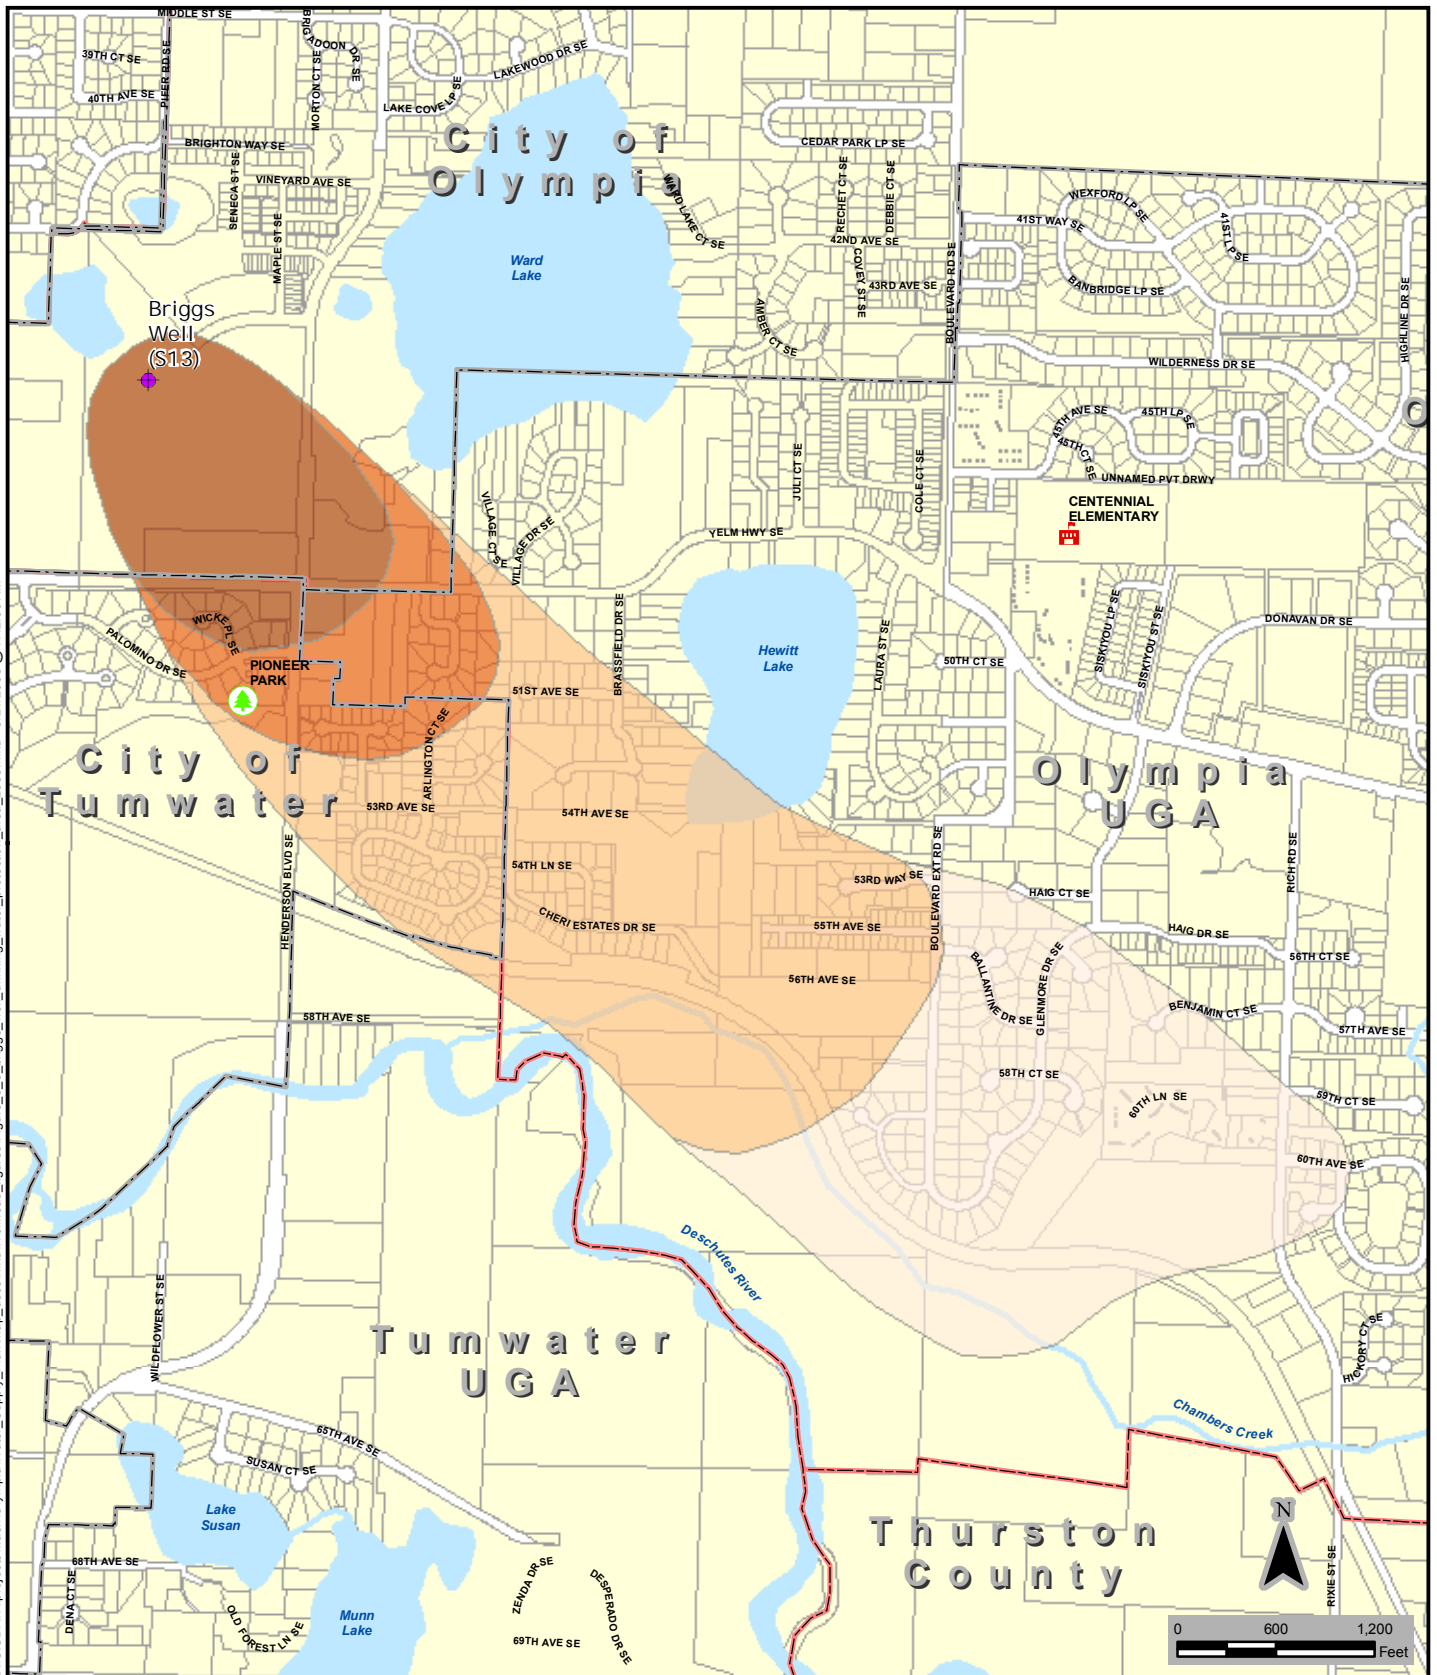 MIDDLE ST SE
39TH CT SE
40TH AVE SE
PIFER RD SE
BRIGADOON DR SE
MORTON CT SE
LAKEWOOD DR SE
LAKE COVE LP SE
BRIGHTON WAY SE
VINEYARD AVE SE
SENECA ST SE
MAPLE ST SE
City of
Olympia
Ward
Lake
WARD LAKE CT SE
CEDAR PARK LP SE
DEBBIE CT SE
42ND AVE SE
COVEY ST SE
43RD AVE SE
AMBER CT SE
BOULEVARD RD SE
WEXFORD LP SE
41ST WAY SE
BANBRIDGE LP SE
HIGHLINE DR SE
WILDERNESS DR SE
Briggs
Well
(S13)
45TH AVE SE
45TH LP SE
45TH CT SE
UNNAMED PVT DRWY
O
CENTENNIAL
ELEMENTARY
VILLAGE CT SE
VILLAGE DR SE
JULI CT SE
COLE CT SE
YELM HWY SE
BRASSFIELD DR SE
Hewitt
Lake
LAURA ST SE
50TH CT SE
SISKIYOU LP SE
SISKIYOU ST SE
DONAVAN DR SE
WICKE PL SE
PALOMINO DR SE
PIONEER
PARK
51ST AVE SE
ARLINGTON CT SE
City of
Tumwater
53RD AVE SE
54TH AVE SE
54TH LN SE
Olympia
UGA
RICH RD SE
HENDERSON BLVD SE
53RD WAY SE
BOULEVARD EXT RD SE
HAIG CT SE
CHERI ESTATES DR SE
55TH AVE SE
HAIG DR SE
56TH CT SE
56TH AVE SE
BALLANTINE DR SE
GLENMORE DR SE
BENJAMIN CT SE
57TH AVE SE
58TH AVE SE
58TH CT SE
60TH LN SE
59TH CT SE
60TH AVE SE
Deschutes River
WILDFLOWER ST SE
Tumwater
UGA
HICKORY CT SE
Chambers Creek
65TH AVE SE
SUSAN CT SE
Lake
Susan
Thurston
County
N
68TH AVE SE
DENA CT SE
OLD FOREST LN SE
Munn
Lake
ZENDA DR SE
DESPERADO DR SE
69TH AVE SE
RIXIE ST SE
0 600 1,200
Feet